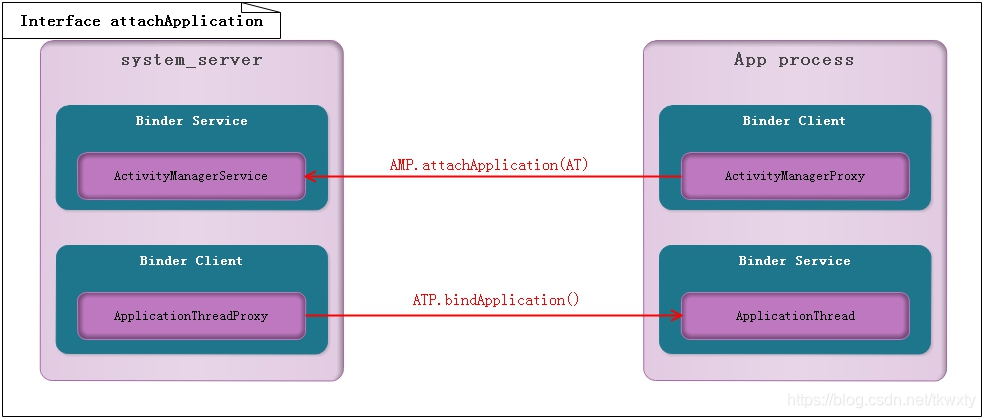 Interface attachApplication
system_server
App process
Binder Service
Binder Client
ActivityManagerService
AMP.attachApplication(AT)
ActivityManagerProxy
Binder Client
Binder Service
ApplicationThreadProxy
ATP.bindApplication()
ApplicationThread
https://blog.csdn.net/tkwxty